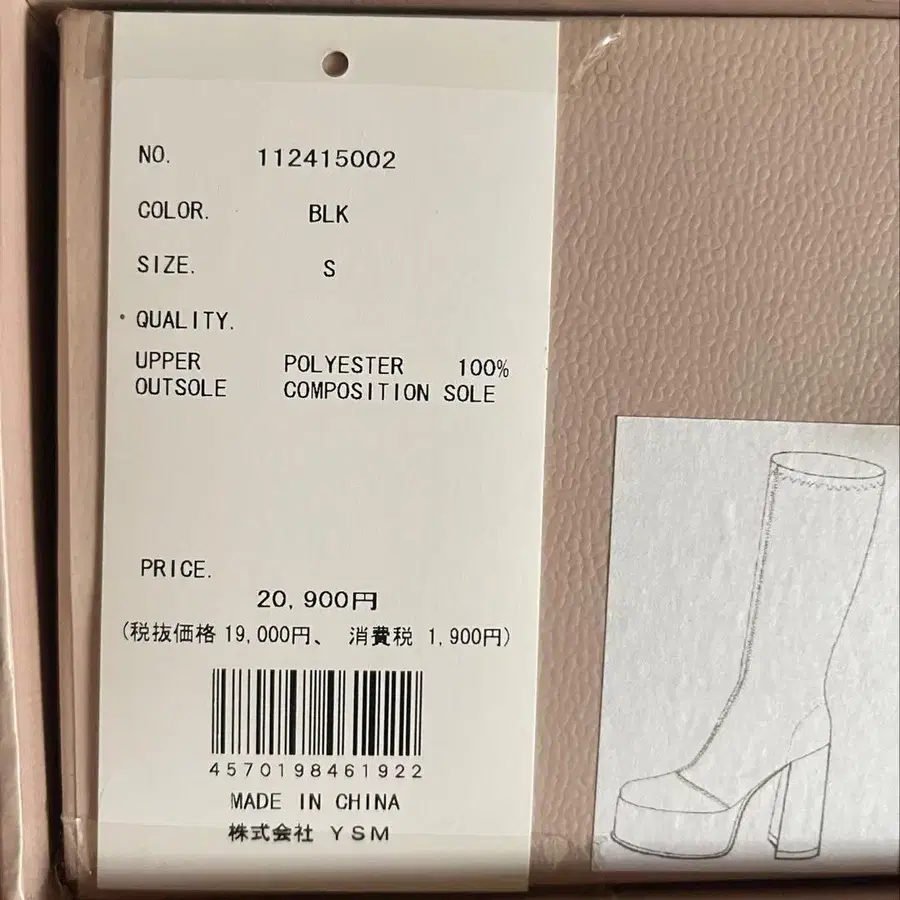 NO. 112415002
COLOR. BLK
SIZE. S
QUALITY.
UPPER POLYESTER 100%
OUTSOLE COMPOSITION SOLE
PRICE.
20,900円
(税抜価格 19,000円、 消費税 1,900円)
4570198461922
MADE IN CHINA
株式会社 YSM